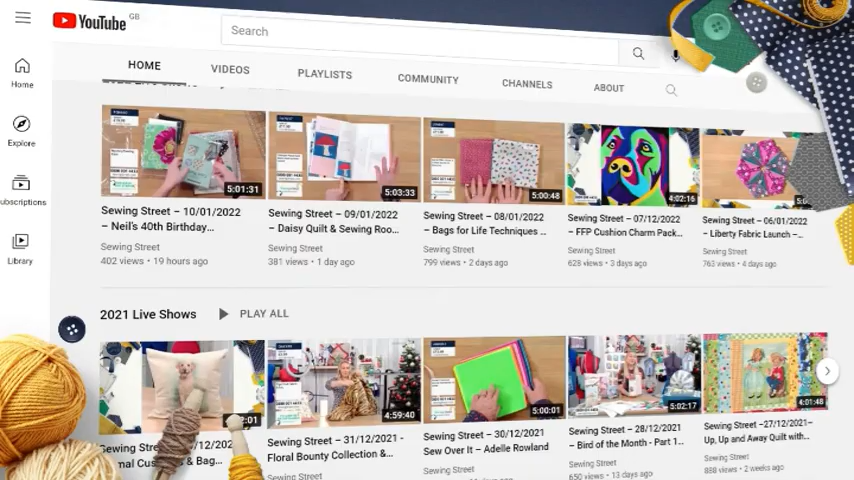 YouTube GB
Search
HOME
VIDEOS
PLAYLISTS
COMMUNITY
CHANNELS
ABOUT
Home
Explore
ubscriptions
Library
5:01:31
5:03:33
5:00:48
4:02:16
Sewing Street – 10/01/2022
– Neil's 40th Birthday...
Sewing Street
402 views • 19 hours ago
Sewing Street – 09/01/2022
– Daisy Quilt & Sewing Roo...
Sewing Street
381 views • 1 day ago
Sewing Street – 08/01/2022
– Bags for Life Techniques ...
Sewing Street
799 views • 2 days ago
Sewing Street – 07/12/2022
– FFP Cushion Charm Pack...
Sewing Street
628 views • 3 days ago
Sewing Street – 06/01/2022
– Liberty Fabric Launch –...
Sewing Street
763 views • 4 days ago
2021 Live Shows
PLAY ALL
4:59:40
5:00:01
5:02:17
4:01:48
Sewing Street – 31/12/2021 -
Floral Bounty Collection &...
Sewing Street
Sewing Street – 30/12/2021
Sew Over It – Adelle Rowland
Sewing Street
Sewing Street – 28/12/2021
– Bird of the Month - Part 1...
Sewing Street
650 views • 13 days ago
Sewing Street –27/12/2021–
Up, Up and Away Quilt with...
Sewing Street
888 views • 2 weeks ago